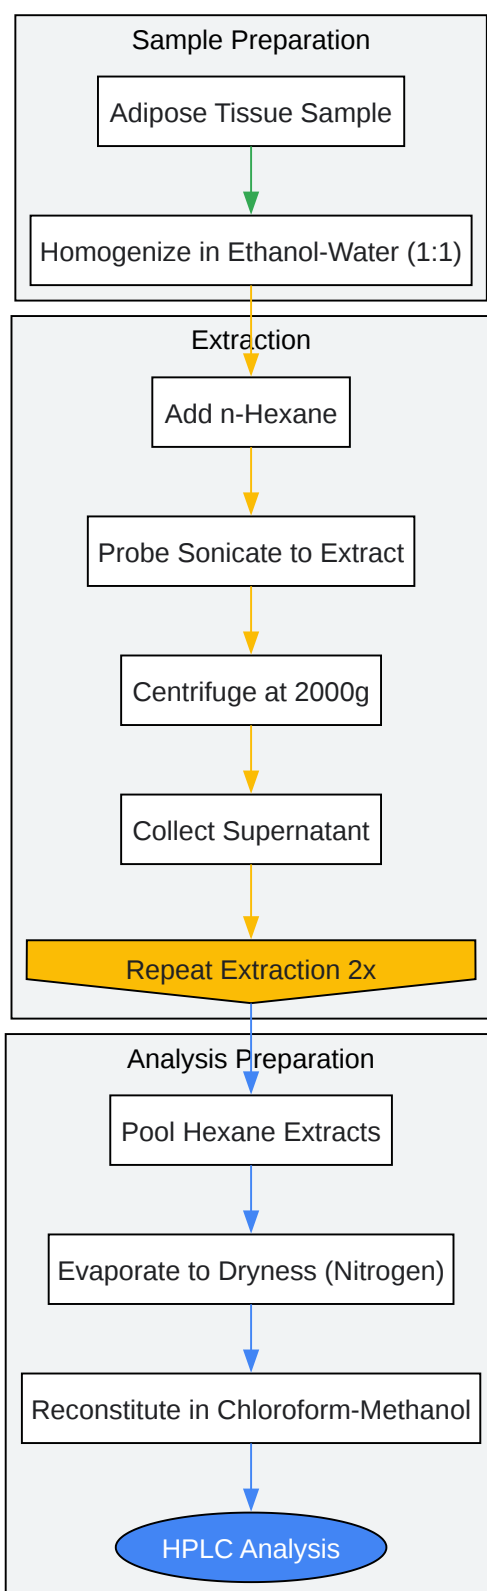 Sample Preparation
Adipose Tissue Sample
Homogenize in Ethanol-Water (1:1)
Extraction
Add n-Hexane
Probe Sonicate to Extract
Centrifuge at 2000g
Collect Supernatant
Repeat Extraction 2x
Analysis Preparation
Pool Hexane Extracts
Evaporate to Dryness (Nitrogen)
Reconstitute in Chloroform-Methanol
HPLC Analysis